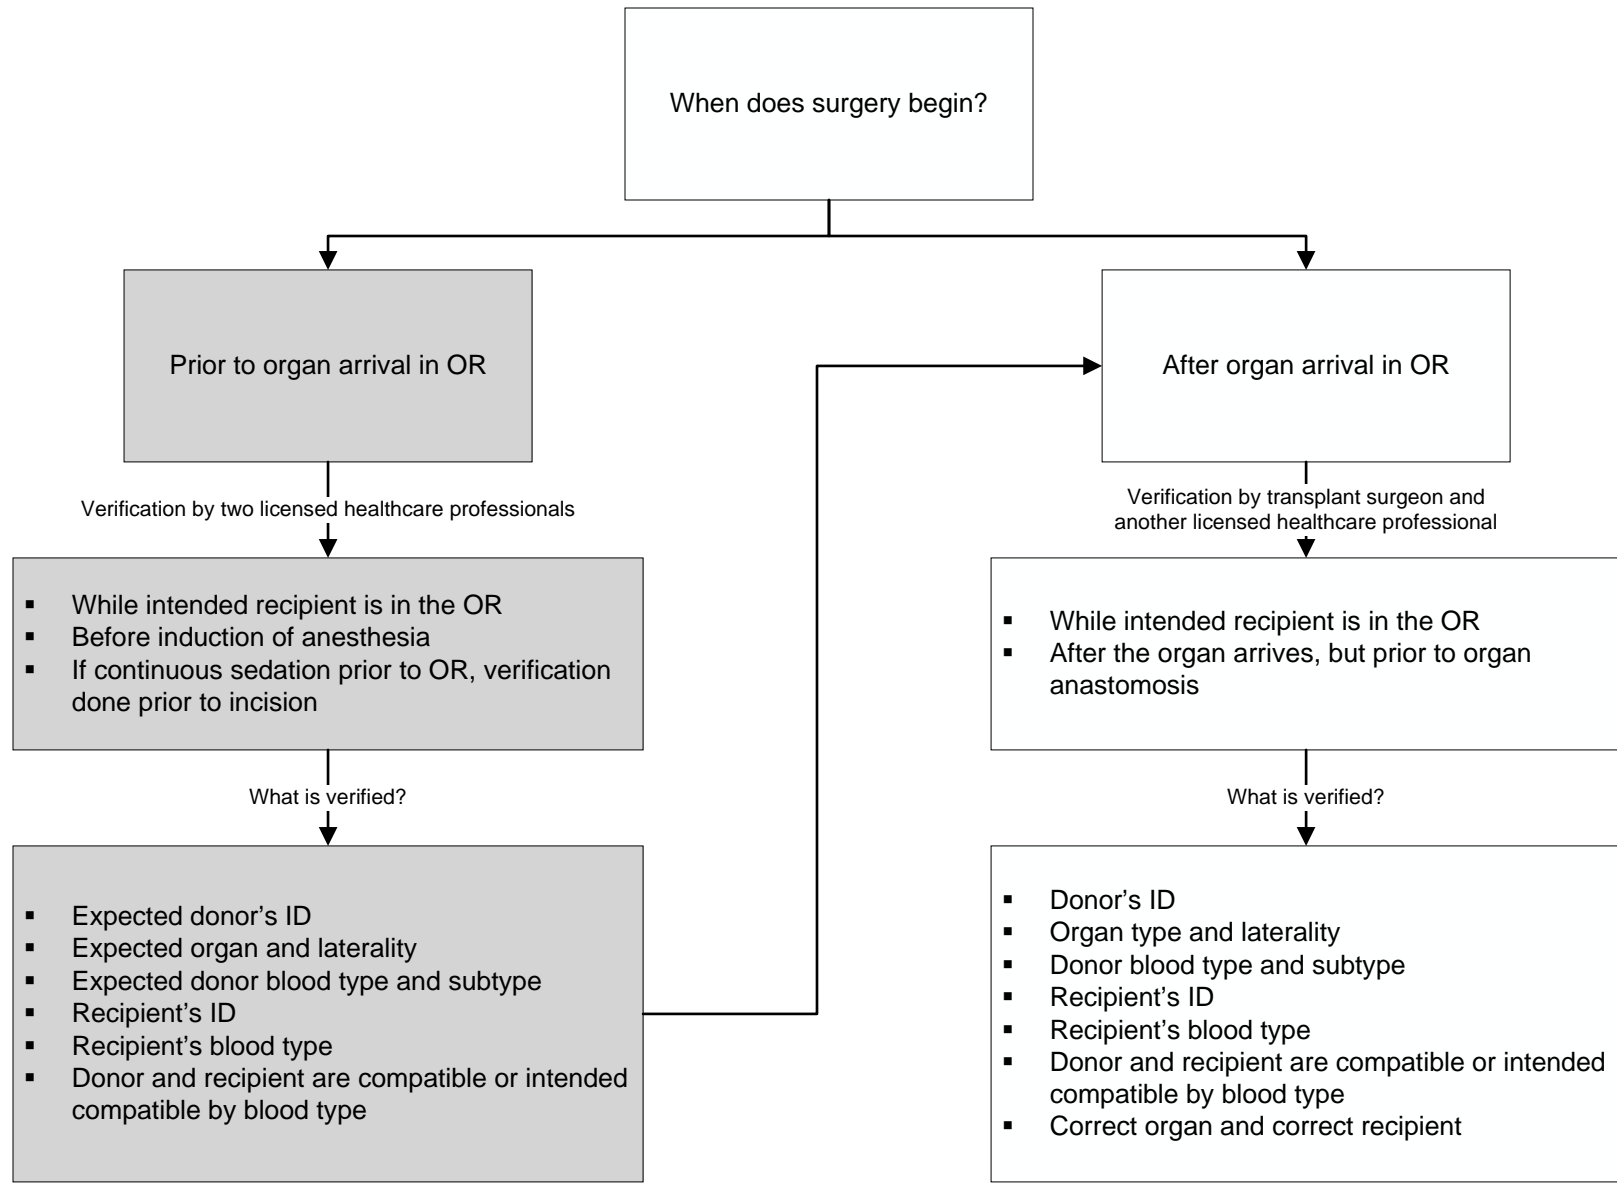 When does surgery begin?
Prior to organ arrival in OR
After organ arrival in OR
Verification by two licensed healthcare professionals
Verification by transplant surgeon and
another licensed healthcare professional
▪ While intended recipient is in the OR
▪ Before induction of anesthesia
▪ If continuous sedation prior to OR, verification
done prior to incision
▪ While intended recipient is in the OR
▪ After the organ arrives, but prior to organ
anastomosis
What is verified?
What is verified?
▪ Expected donor’s ID
▪ Expected organ and laterality
▪ Expected donor blood type and subtype
▪ Recipient’s ID
▪ Recipient’s blood type
▪ Donor and recipient are compatible or intended
compatible by blood type
▪ Donor’s ID
▪ Organ type and laterality
▪ Donor blood type and subtype
▪ Recipient’s ID
▪ Recipient’s blood type
▪ Donor and recipient are compatible or intended
compatible by blood type
▪ Correct organ and correct recipient